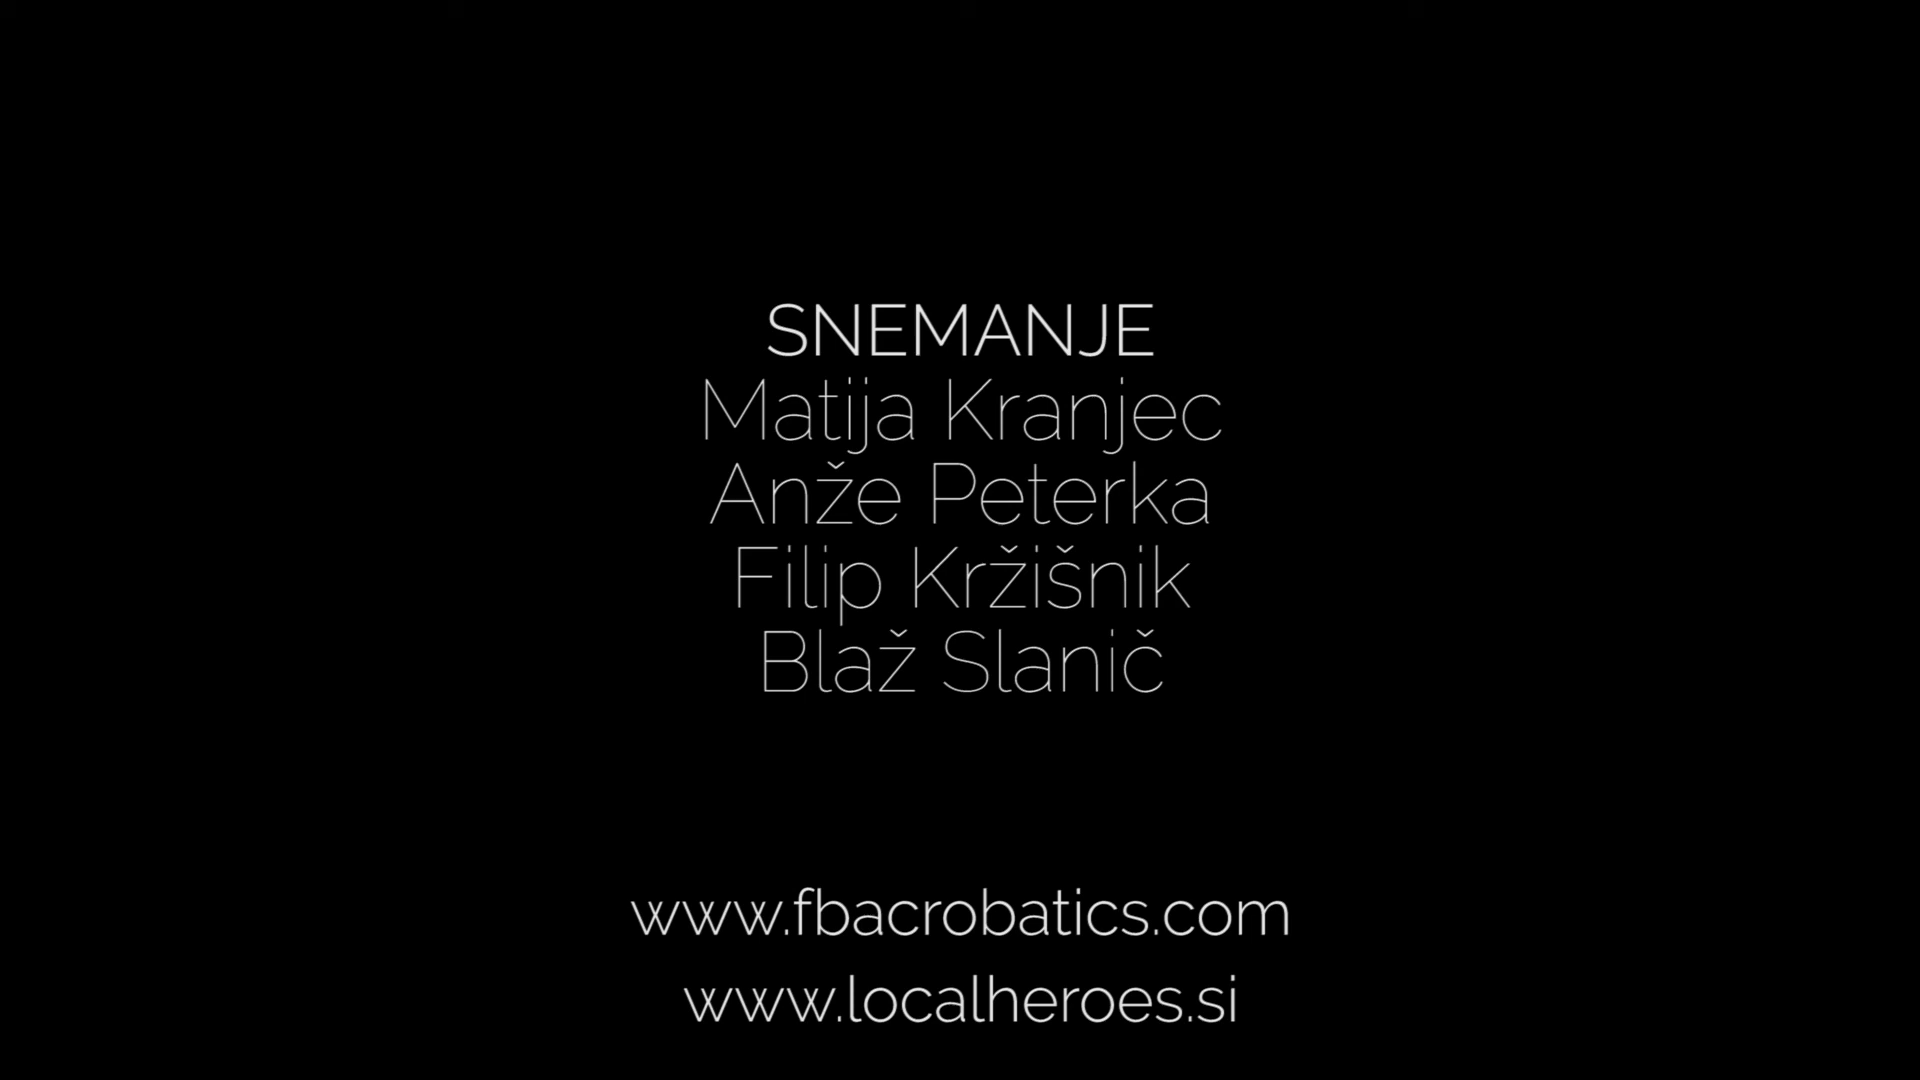 SNEMANJE
Matija Kranjec
Anže Peterka
Filip Kržišnik
Blaž Slanič
www.fbacrobatics.com
www.localheroes.si